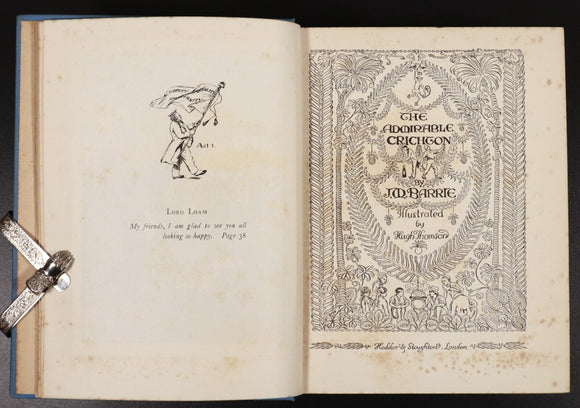 Act 1.
LORD LOAM
My friends, I am glad to see you all
looking so happy. Page 38.
THE
ADMIRABLE
CRICHTON
By
J.M. BARRIE
Illustrated
by
Hugh Thomson
Hodder & Stoughton, London